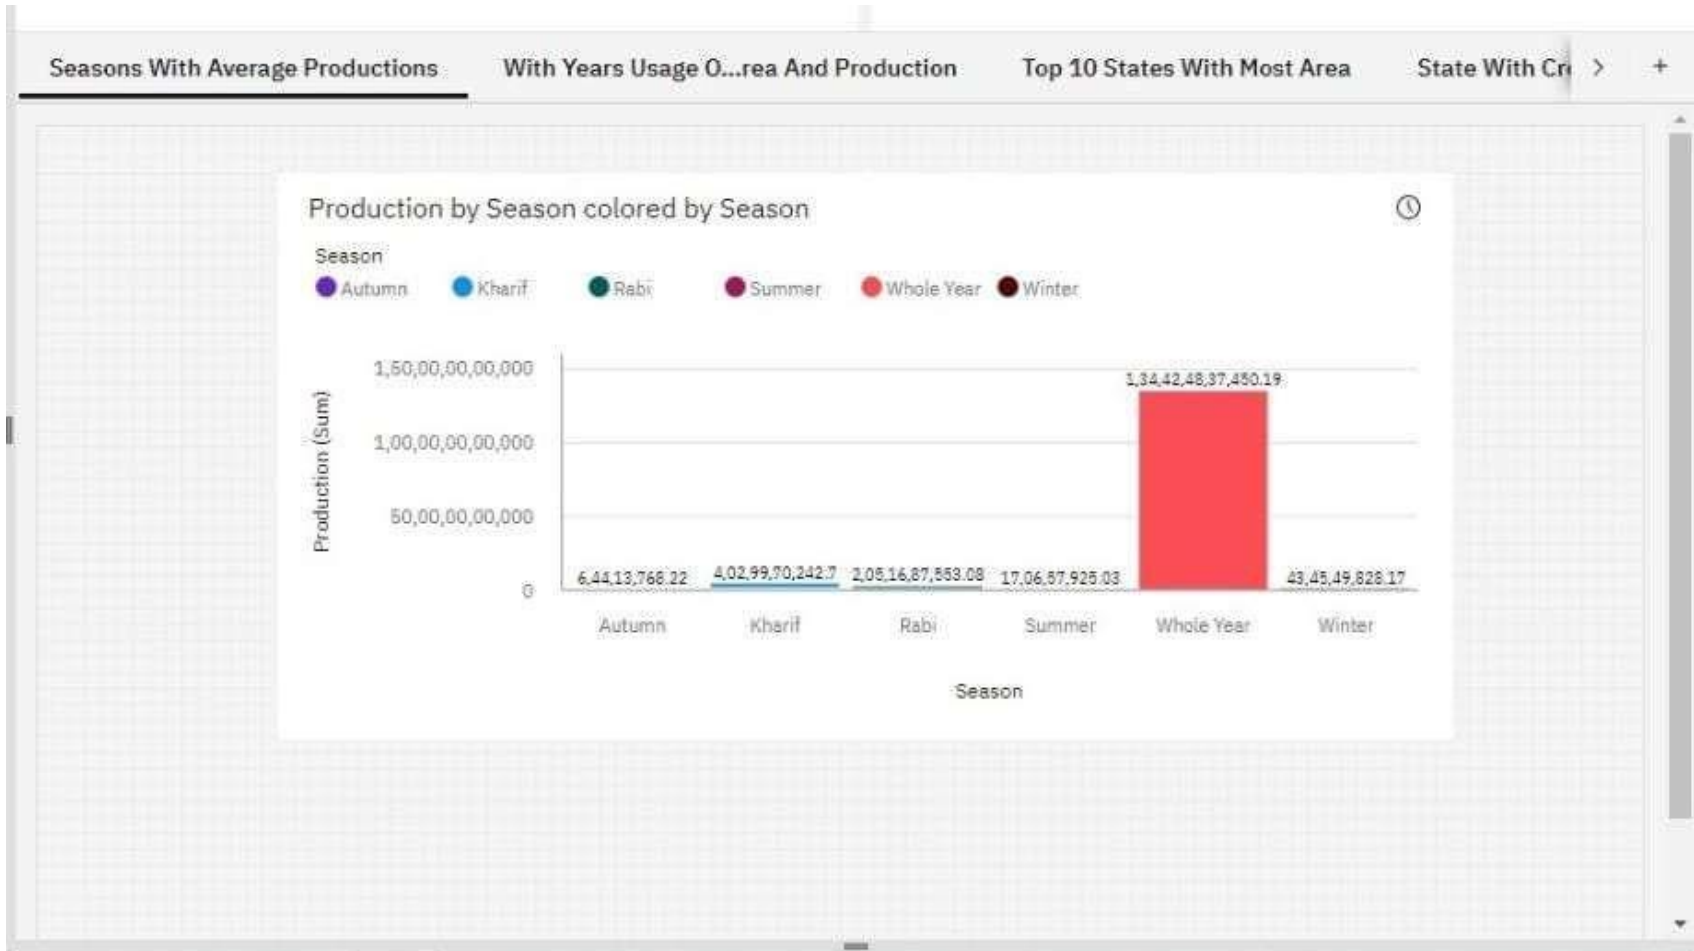 Seasons With Average Productions With Years Usage O...rea And Production Top 10 States With Most Area State With Cr
Production by Season colored by Season
Season
Autumn Kharif Rabi Summer Whole Year Winter
Production (Sum)
1,50,00,00,00,000
1,00,00,00,00,000
50,00,00,00,000
0
1,34,42,48,37,450.19
6,44,13,768.22 4,02,99,70,242.7 2,05,16,87,553.08 17,06,57,925.03 43,45,49,828.17
Autumn Kharif Rabi Summer Whole Year Winter
Season